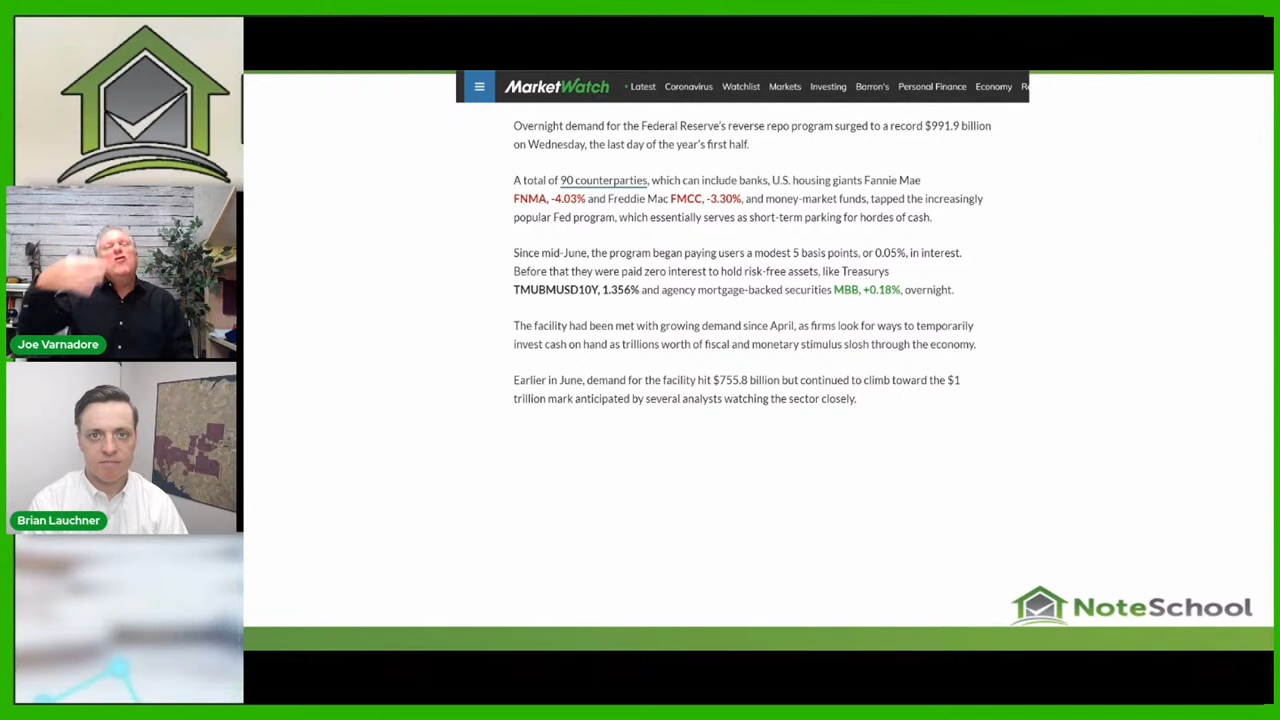 MarketWatch
Latest Coronavirus Watchlist Markets Investing Barron's Personal Finance Economy
Overnight demand for the Federal Reserve's reverse repo program surged to a record $991.9 billion
on Wednesday, the last day of the year's first half.
A total of 90 counterparties, which can include banks, U.S. housing giants Fannie Mae
FNMA, -4.03% and Freddie Mac FMCC, -3.30%, and money-market funds, tapped the increasingly
popular Fed program, which essentially serves as short-term parking for hordes of cash.
Since mid-June, the program began paying users a modest 5 basis points, or 0.05%, in interest.
Before that they were paid zero interest to hold risk-free assets, like Treasurys
TMUBMUSD10Y, 1.356% and agency mortgage-backed securities MBB, +0.18%, overnight.
The facility had been met with growing demand since April, as firms look for ways to temporarily
invest cash on hand as trillions worth of fiscal and monetary stimulus slosh through the economy.
Earlier in June, demand for the facility hit $755.8 billion but continued to climb toward the $1
trillion mark anticipated by several analysts watching the sector closely.
Joe Varnadore
Brian Lauchner
NoteSchool